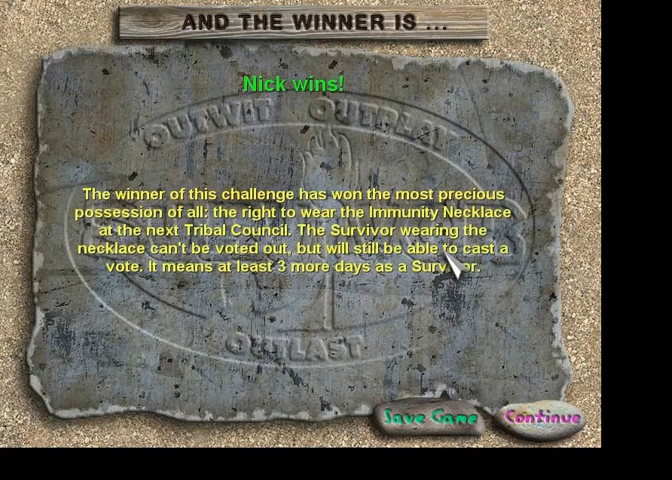 AND THE WINNER IS ...
Nick wins!
OUTWIT OUTPLAY
The winner of this challenge has won the most precious
possession of all: the right to wear the Immunity Necklace
at the next Tribal Council. The Survivor wearing the
necklace can't be voted out, but will still be able to cast a
vote. It means at least 3 more days as a Survivor.
OUTLAST
Save Game
Continue